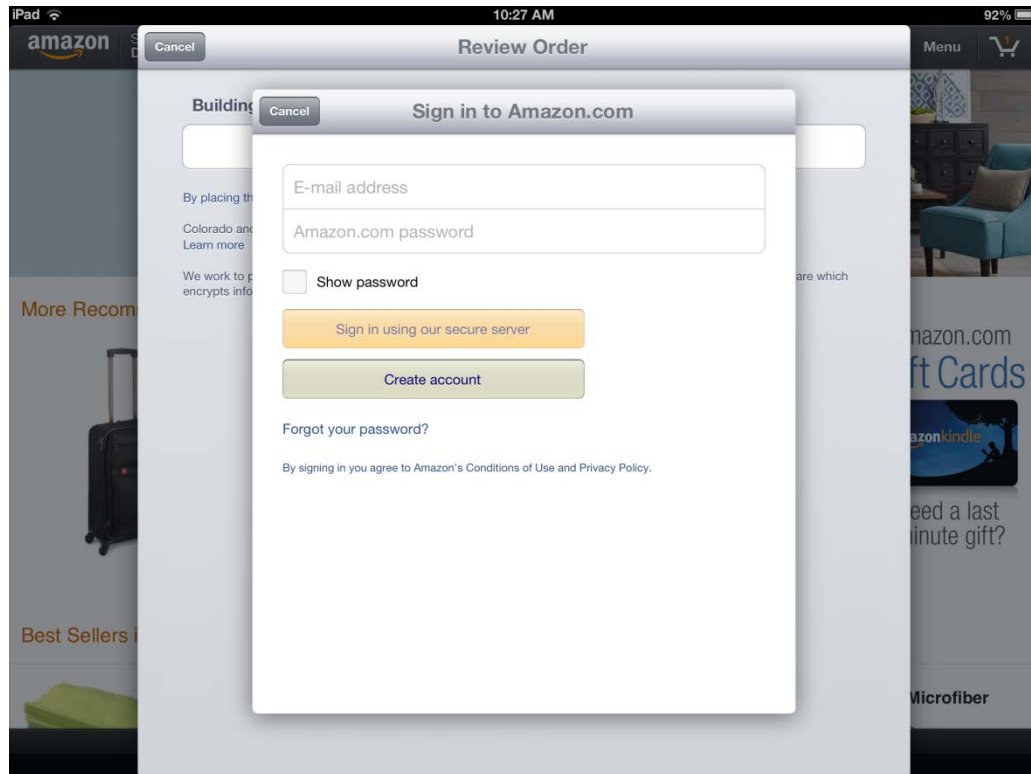 iPad
10:27 AM
92%
amazon
Cancel
Review Order
Menu
1
Building
Cancel
Sign in to Amazon.com
E-mail address
Amazon.com password
By placing th
Colorado and
Learn more
We work to p
are which
encrypts info
Show password
Sign in using our secure server
Create account
Forgot your password?
By signing in you agree to Amazon's Conditions of Use and Privacy Policy.
More Recom
mazon.com
ft Cards
azonkindle
eed a last
inute gift?
Best Sellers i
Microfiber